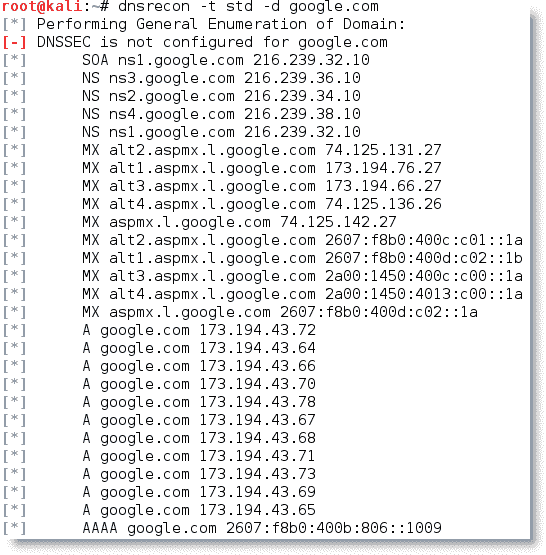 root@kali:~# dnsrecon -t std -d google.com
[*] Performing General Enumeration of Domain:
[-] DNSSEC is not configured for google.com
[*]      SOA ns1.google.com 216.239.32.10
[*]      NS ns3.google.com 216.239.36.10
[*]      NS ns2.google.com 216.239.34.10
[*]      NS ns4.google.com 216.239.38.10
[*]      NS ns1.google.com 216.239.32.10
[*]      MX alt2.aspmx.l.google.com 74.125.131.27
[*]      MX alt1.aspmx.l.google.com 173.194.76.27
[*]      MX alt3.aspmx.l.google.com 173.194.66.27
[*]      MX alt4.aspmx.l.google.com 74.125.136.26
[*]      MX aspmx.l.google.com 74.125.142.27
[*]      MX alt2.aspmx.l.google.com 2607:f8b0:400c:c01::1a
[*]      MX alt1.aspmx.l.google.com 2607:f8b0:400d:c02::1b
[*]      MX alt3.aspmx.l.google.com 2a00:1450:400c:c00::1a
[*]      MX alt4.aspmx.l.google.com 2a00:1450:4013:c00::1a
[*]      MX aspmx.l.google.com 2607:f8b0:400d:c02::1a
[*]      A google.com 173.194.43.72
[*]      A google.com 173.194.43.64
[*]      A google.com 173.194.43.66
[*]      A google.com 173.194.43.70
[*]      A google.com 173.194.43.78
[*]      A google.com 173.194.43.67
[*]      A google.com 173.194.43.68
[*]      A google.com 173.194.43.71
[*]      A google.com 173.194.43.73
[*]      A google.com 173.194.43.69
[*]      A google.com 173.194.43.65
[*]      AAAA google.com 2607:f8b0:400b:806::1009